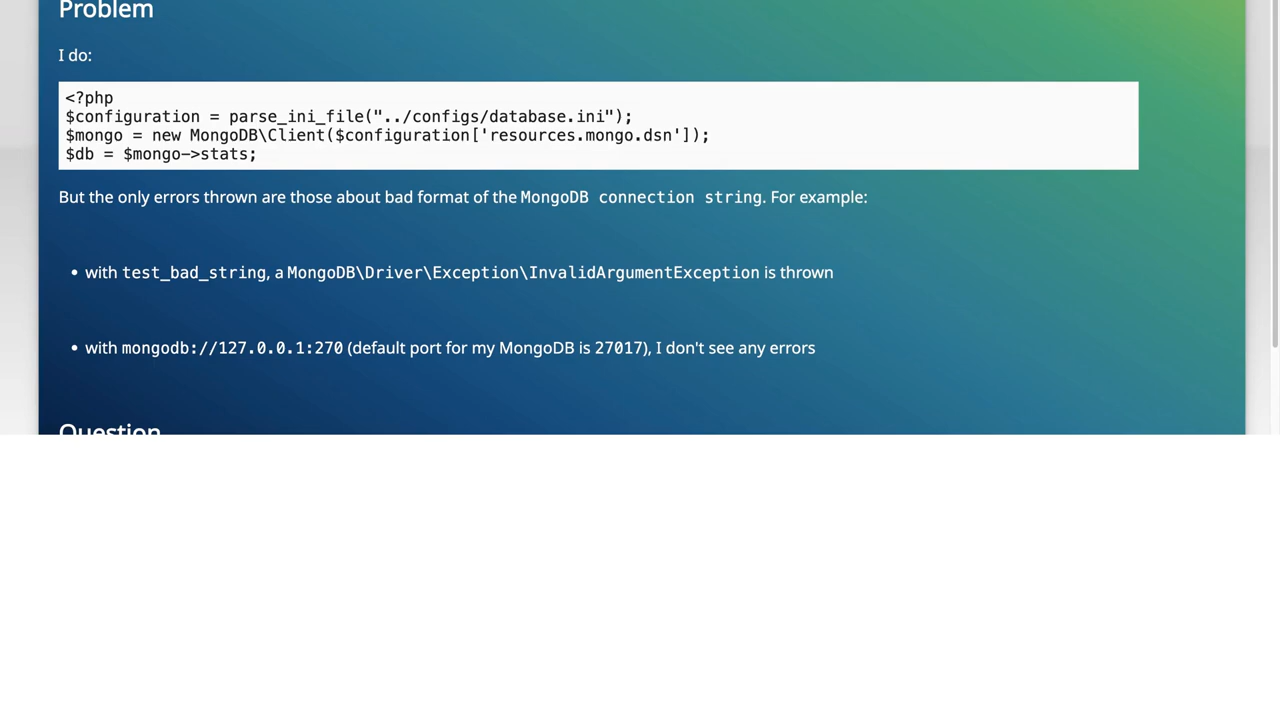 Problem
I do:
<?php
$configuration = parse_ini_file("../configs/database.ini");
$mongo = new MongoDB\Client($configuration['resources.mongo.dsn']);
$db = $mongo->stats;
But the only errors thrown are those about bad format of the MongoDB connection string. For example:
• with test_bad_string, a MongoDB\Driver\Exception\InvalidArgumentException is thrown
• with mongodb://127.0.0.1:270 (default port for my MongoDB is 27017), I don't see any errors
Question